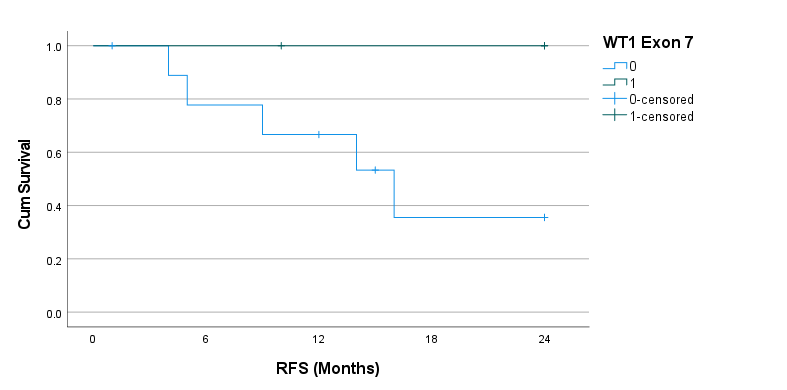 WT1 Exon 7
0
1
0-censored
1-censored
Cum Survival
1.0
0.8
0.6
0.4
0.2
0.0
0 6 12 18 24
RFS (Months)